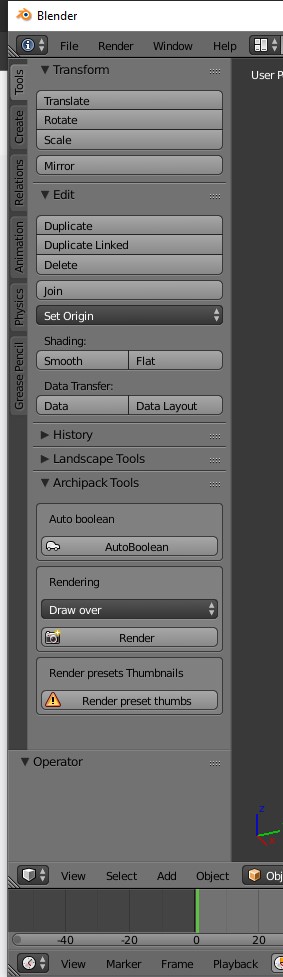 Blender
File Render Window Help
Transform
User P
Tools
Translate
Rotate
Create
Scale
Mirror
Relations
Edit
Animation
Duplicate
Duplicate Linked
Delete
Physics
Join
Set Origin
Grease Pencil
Shading:
Smooth Flat
Data Transfer:
Data Data Layout
History
Landscape Tools
Archipack Tools
Auto boolean
AutoBoolean
Rendering
Draw over
Render
Render presets Thumbnails
Render preset thumbs
Operator
z
View Select Add Object Obj
-40 -20 0 20
View Marker Frame Playback